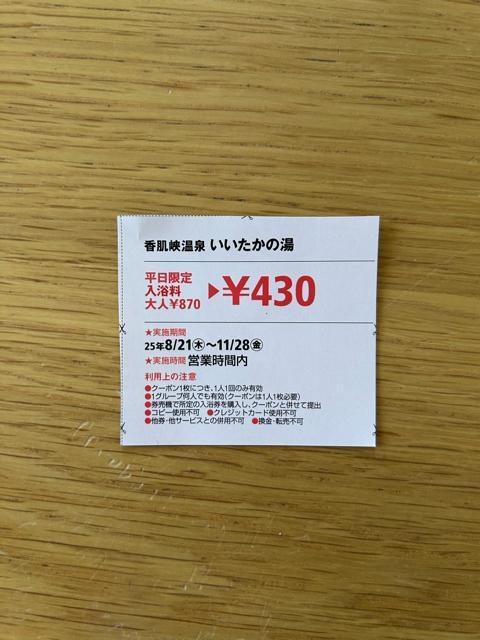 香肌峡温泉 いいたかの湯
平日限定
入浴料
大人¥870
▶¥430
★実施期間
25年8/21㊍〜11/28㊎
★実施時間 営業時間内
利用上の注意
●クーポン1枚につき、1人1回のみ有効
●1グループ何人でも有効(クーポンは1人1枚必要)
●券売機で所定の入浴券を購入し、クーポンと併せて提出
●コピー使用不可 ●クレジットカード使用不可
●他券・他サービスとの併用不可 ●換金・転売不可